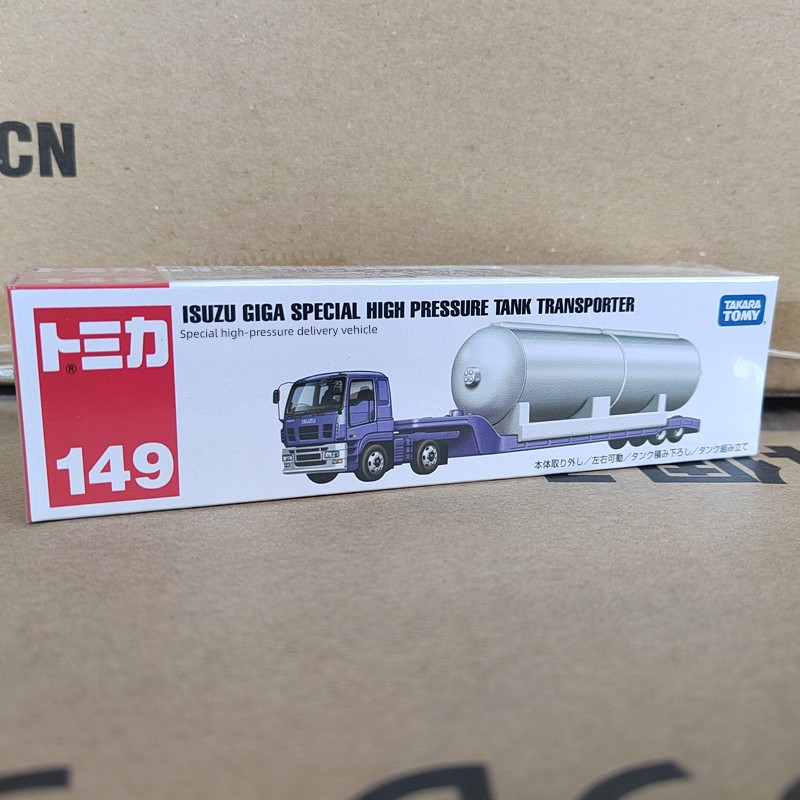 CN
トミカ
®
149
ISUZU GIGA SPECIAL HIGH PRESSURE TANK TRANSPORTER
Special high-pressure delivery vehicle
TAKARA
TOMY
ISUZU
本体取り外し／左右可動／タンク積み下ろし／タンク組み立て